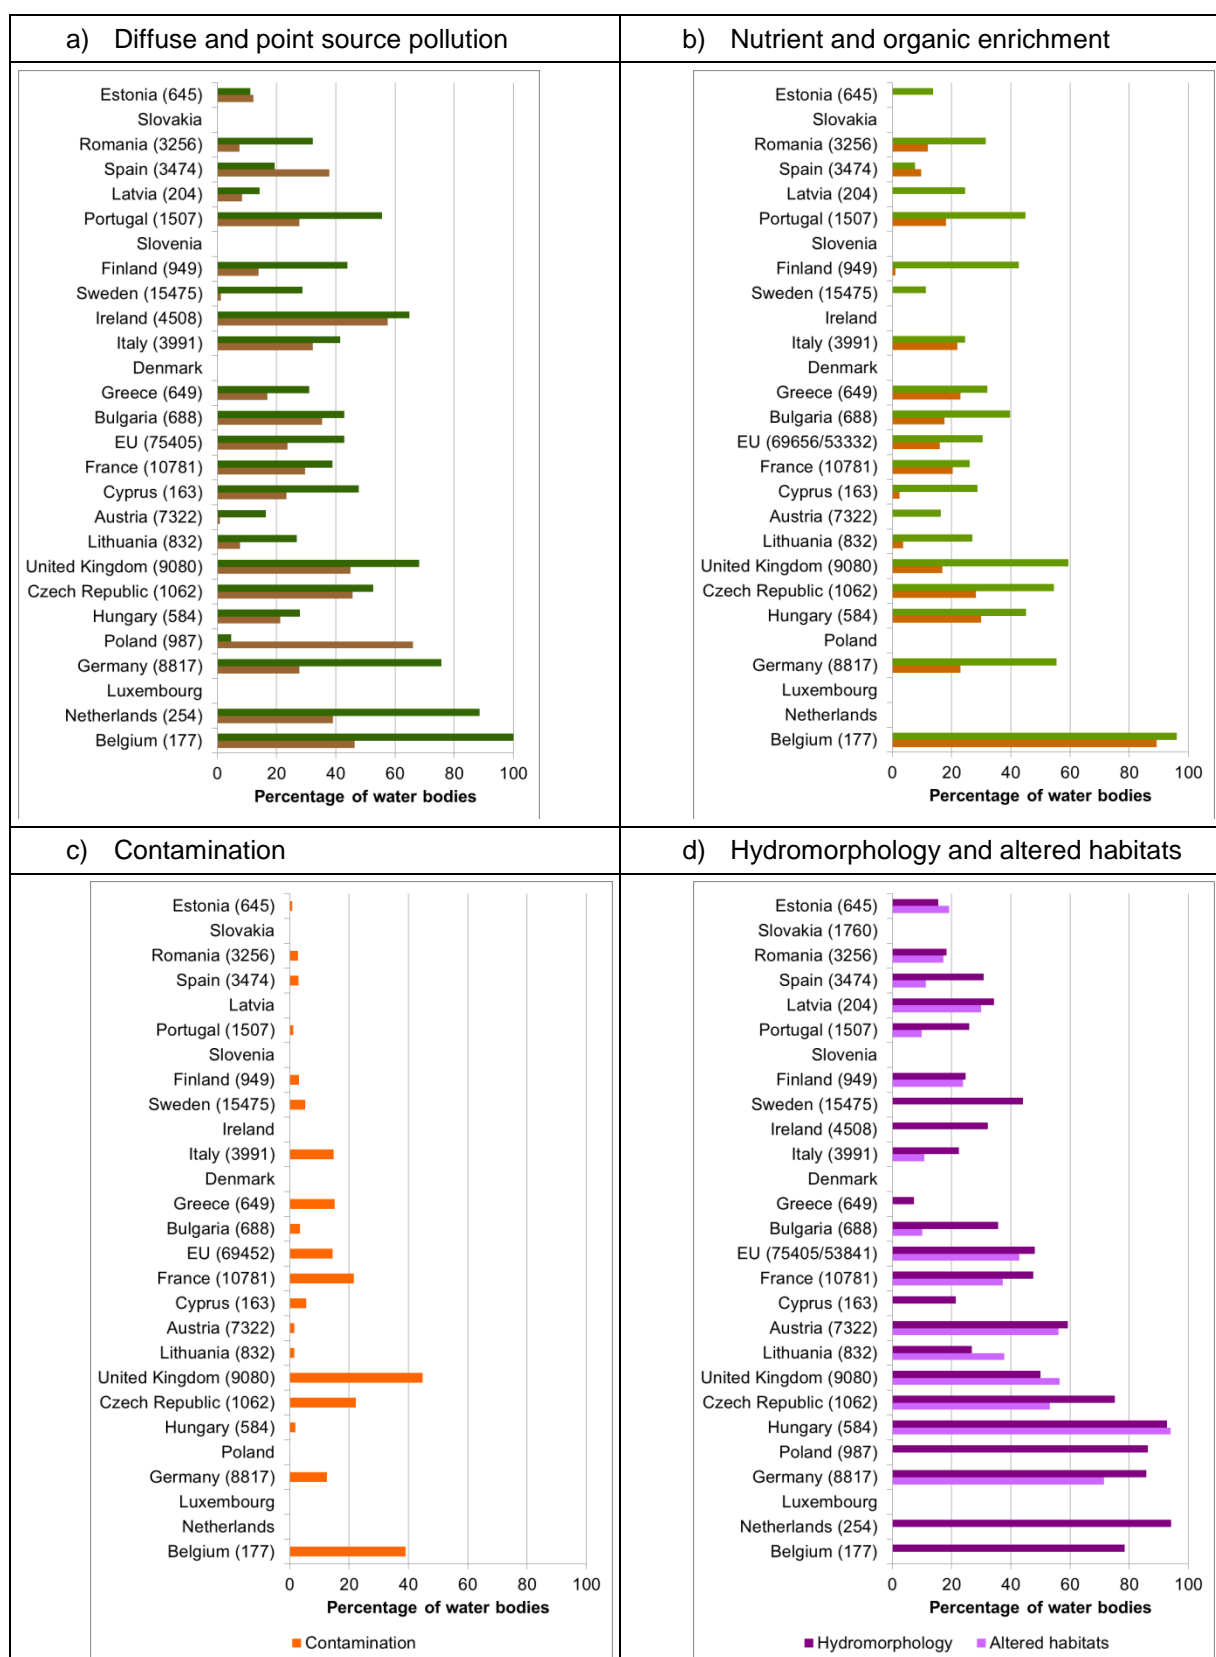 a) Diffuse and point source pollution
Estonia (645)
Slovakia
Romania (3256)
Spain (3474)
Latvia (204)
Portugal (1507)
Slovenia
Finland (949)
Sweden (15475)
Ireland (4508)
Italy (3991)
Denmark
Greece (649)
Bulgaria (688)
EU (75405)
France (10781)
Cyprus (163)
Austria (7322)
Lithuania (832)
United Kingdom (9080)
Czech Republic (1062)
Hungary (584)
Poland (987)
Germany (8817)
Luxembourg
Netherlands (254)
Belgium (177)
0 20 40 60 80 100
Percentage of water bodies
b) Nutrient and organic enrichment
Estonia (645)
Slovakia
Romania (3256)
Spain (3474)
Latvia (204)
Portugal (1507)
Slovenia
Finland (949)
Sweden (15475)
Ireland
Italy (3991)
Denmark
Greece (649)
Bulgaria (688)
EU (69656/53332)
France (10781)
Cyprus (163)
Austria (7322)
Lithuania (832)
United Kingdom (9080)
Czech Republic (1062)
Hungary (584)
Poland
Germany (8817)
Luxembourg
Netherlands
Belgium (177)
0 20 40 60 80 100
Percentage of water bodies
c) Contamination
Estonia (645)
Slovakia
Romania (3256)
Spain (3474)
Latvia
Portugal (1507)
Slovenia
Finland (949)
Sweden (15475)
Ireland
Italy (3991)
Denmark
Greece (649)
Bulgaria (688)
EU (69452)
France (10781)
Cyprus (163)
Austria (7322)
Lithuania (832)
United Kingdom (9080)
Czech Republic (1062)
Hungary (584)
Poland
Germany (8817)
Luxembourg
Netherlands
Belgium (177)
0 20 40 60 80 100
Percentage of water bodies
Contamination
d) Hydromorphology and altered habitats
Estonia (645)
Slovakia (1760)
Romania (3256)
Spain (3474)
Latvia (204)
Portugal (1507)
Slovenia
Finland (949)
Sweden (15475)
Ireland (4508)
Italy (3991)
Denmark
Greece (649)
Bulgaria (688)
EU (75405/53841)
France (10781)
Cyprus (163)
Austria (7322)
Lithuania (832)
United Kingdom (9080)
Czech Republic (1062)
Hungary (584)
Poland (987)
Germany (8817)
Luxembourg
Netherlands (254)
Belgium (177)
0 20 40 60 80 100
Percentage of water bodies
Hydromorphology Altered habitats